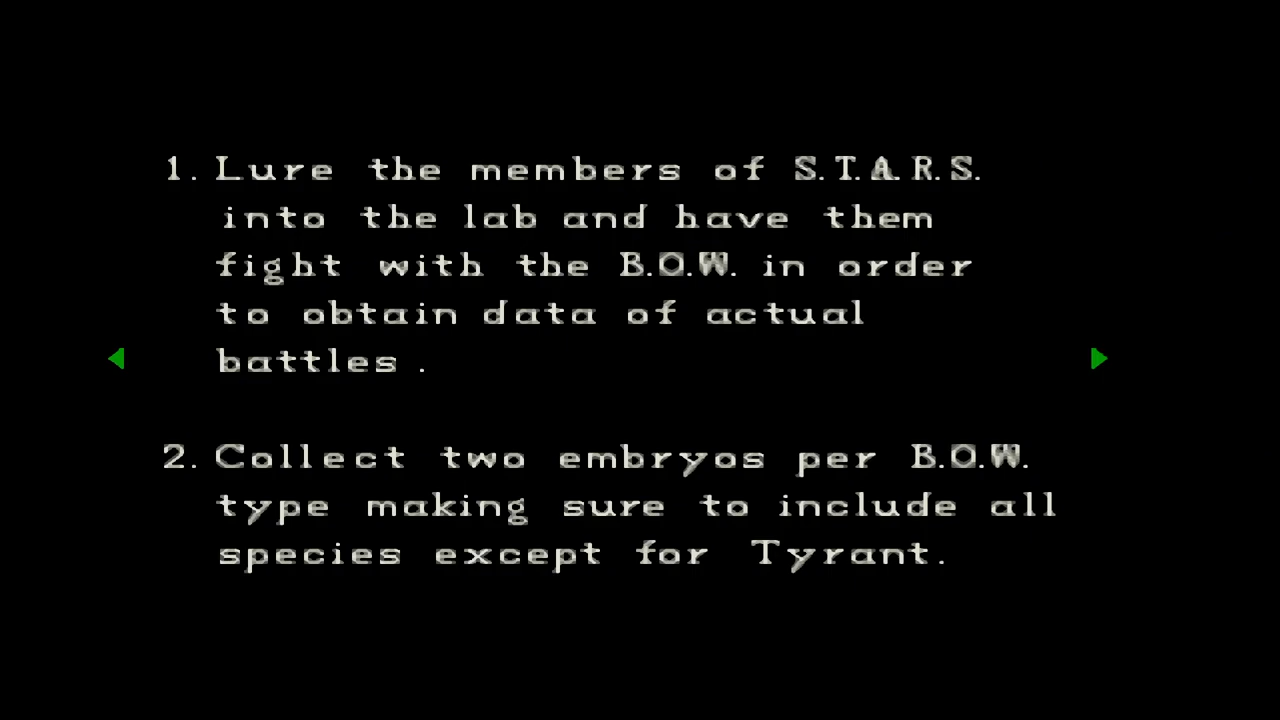 1. Lure the members of S.T.A.R.S.
into the lab and have them
fight with the B.O.W. in order
to obtain data of actual
battles .
2. Collect two embryos per B.O.W.
type making sure to include all
species except for Tyrant.